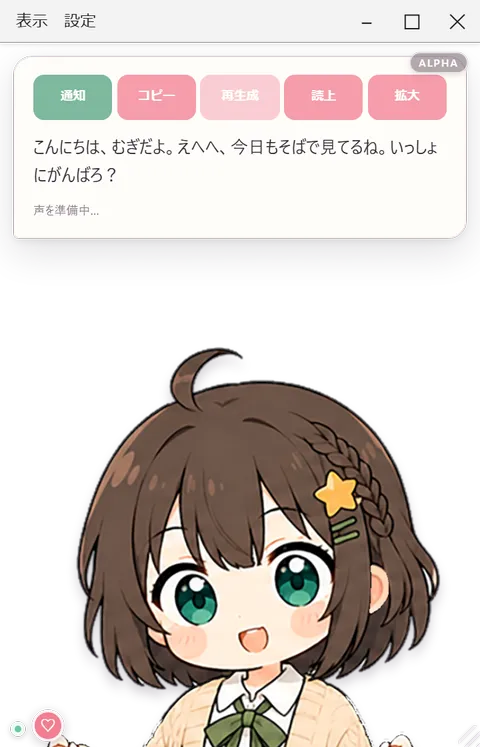 表示 設定
ALPHA
通知 コピー 再生成 読上 拡大
こんにちは、むぎだよ。えへへ、今日もそばで見てるね。いっしょ
にがんばろ？
声を準備中...